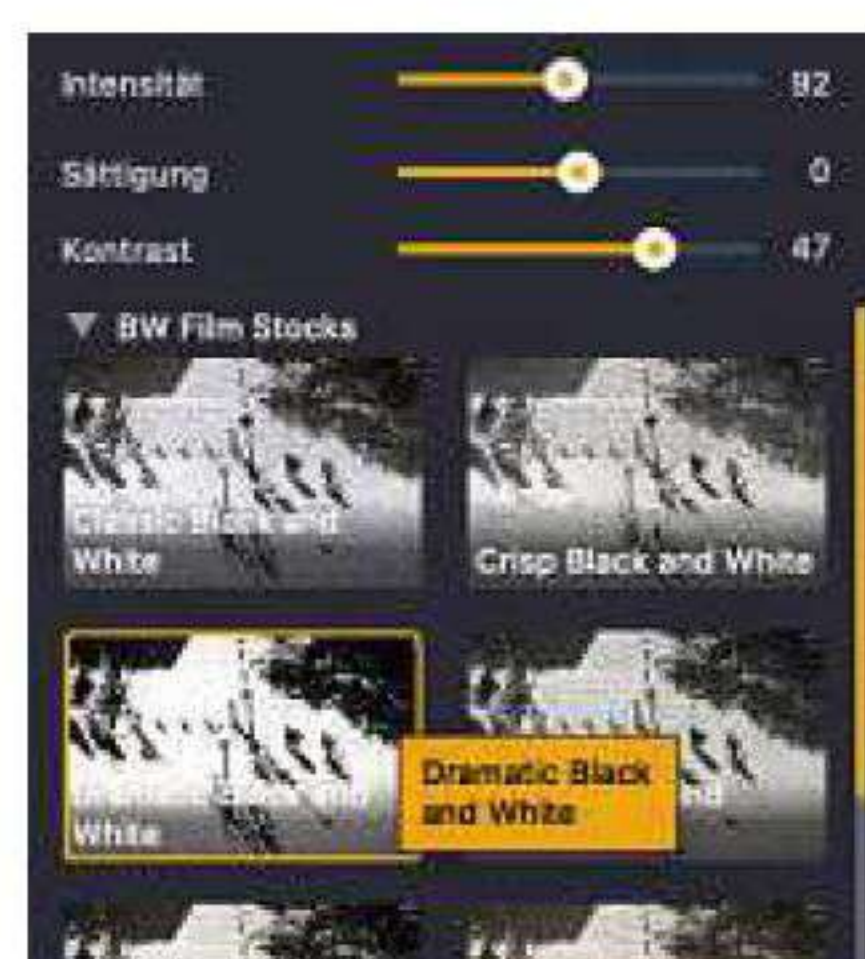 Intensität 92
Sättigung 0
Kontrast 47
BW Film Stocks
Classic Black and
White
Crisp Black and White
White
Dramatic Black
and White